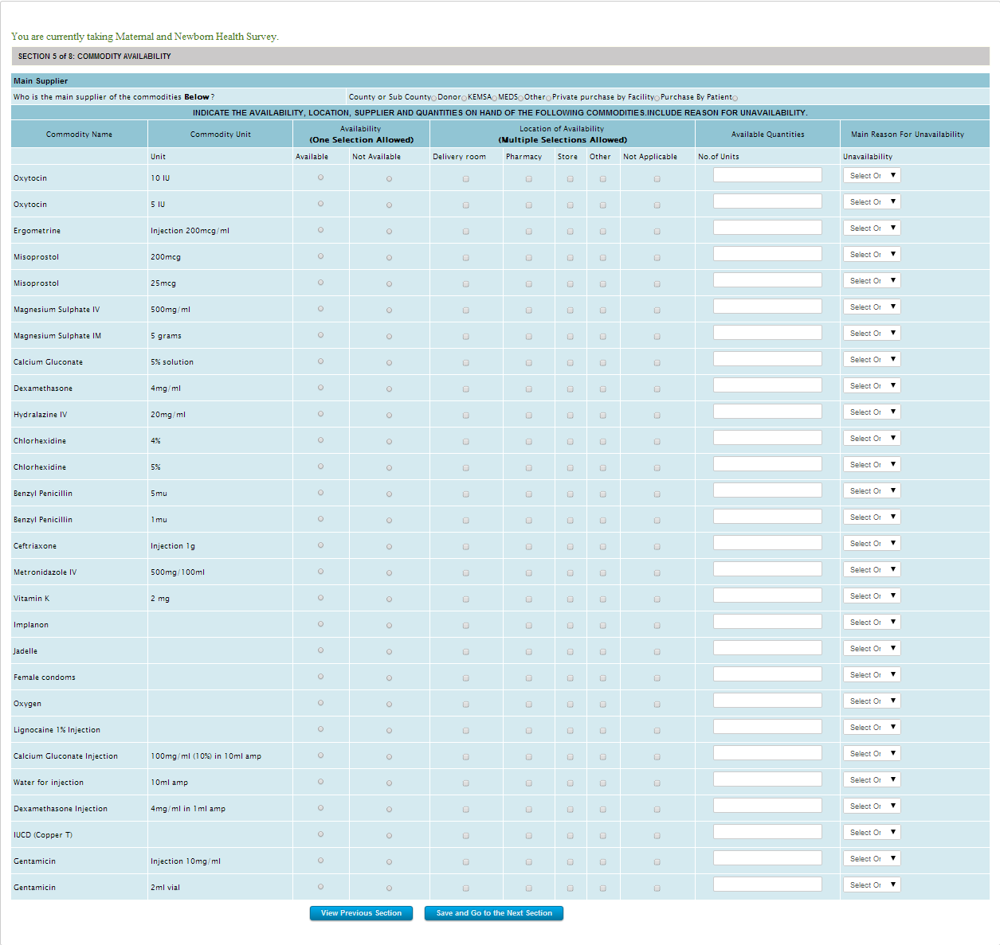 You are currently taking Maternal and Newborn Health Survey.
SECTION 5 of 8: COMMODITY AVAILABILITY
Main Supplier
Who is the main supplier of the commodities Below? County or Sub County Donor KEMSA MEDS Other Private purchase by Facility Purchase By Patient
INDICATE THE AVAILABILITY, LOCATION, SUPPLIER AND QUANTITIES ON HAND OF THE FOLLOWING COMMODITIES.INCLUDE REASON FOR UNAVAILABILITY.
Commodity Name Commodity Unit Availability (One Selection Allowed) Location of Availability (Multiple Selections Allowed) Available Quantities Main Reason For Unavailability
Unit Available Not Available Delivery room Pharmacy Store Other Not Applicable No.of Units Unavailability
Oxytocin 10 IU Select Or
Oxytocin 5 IU Select Or
Ergometrine Injection 200mcg/ml Select Or
Misoprostol 200mcg Select Or
Misoprostol 25mcg Select Or
Magnesium Sulphate IV 500mg/ml Select Or
Magnesium Sulphate IM 5 grams Select Or
Calcium Gluconate 5% solution Select Or
Dexamethasone 4mg/ml Select Or
Hydralazine IV 20mg/ml Select Or
Chlorhexidine 4% Select Or
Chlorhexidine 5% Select Or
Benzyl Penicillin 5mu Select Or
Benzyl Penicillin 1mu Select Or
Ceftriaxone Injection 1g Select Or
Metronidazole IV 500mg/100ml Select Or
Vitamin K 2 mg Select Or
Implanon Select Or
Jadelle Select Or
Female condoms Select Or
Oxygen Select Or
Lignocaine 1% Injection Select Or
Calcium Gluconate Injection 100mg/ml (10%) in 10ml amp Select Or
Water for injection 10ml amp Select Or
Dexamethasone Injection 4mg/ml in 1ml amp Select Or
IUCD (Copper T) Select Or
Gentamicin Injection 10mg/ml Select Or
Gentamicin 2ml vial Select Or
View Previous Section Save and Go to the Next Section